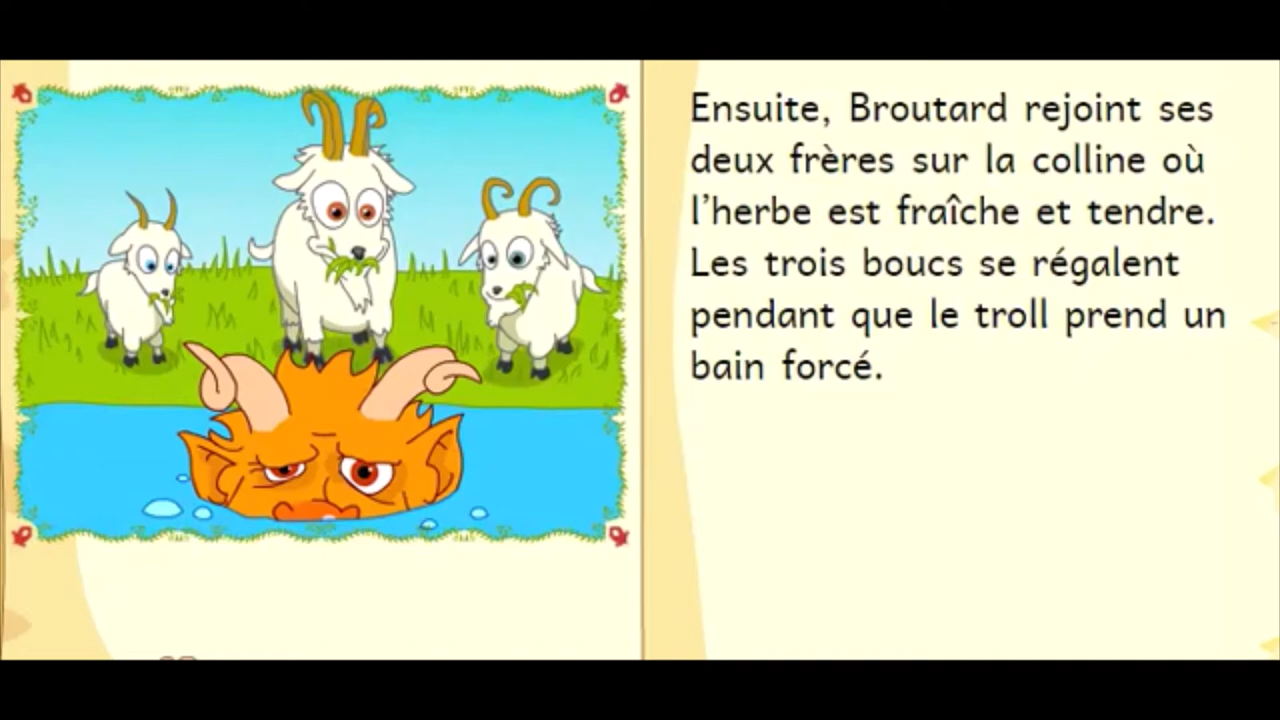 Ensuite, Broutard rejoint ses
deux frères sur la colline où
l'herbe est fraîche et tendre.
Les trois boucs se régalent
pendant que le troll prend un
bain forcé.